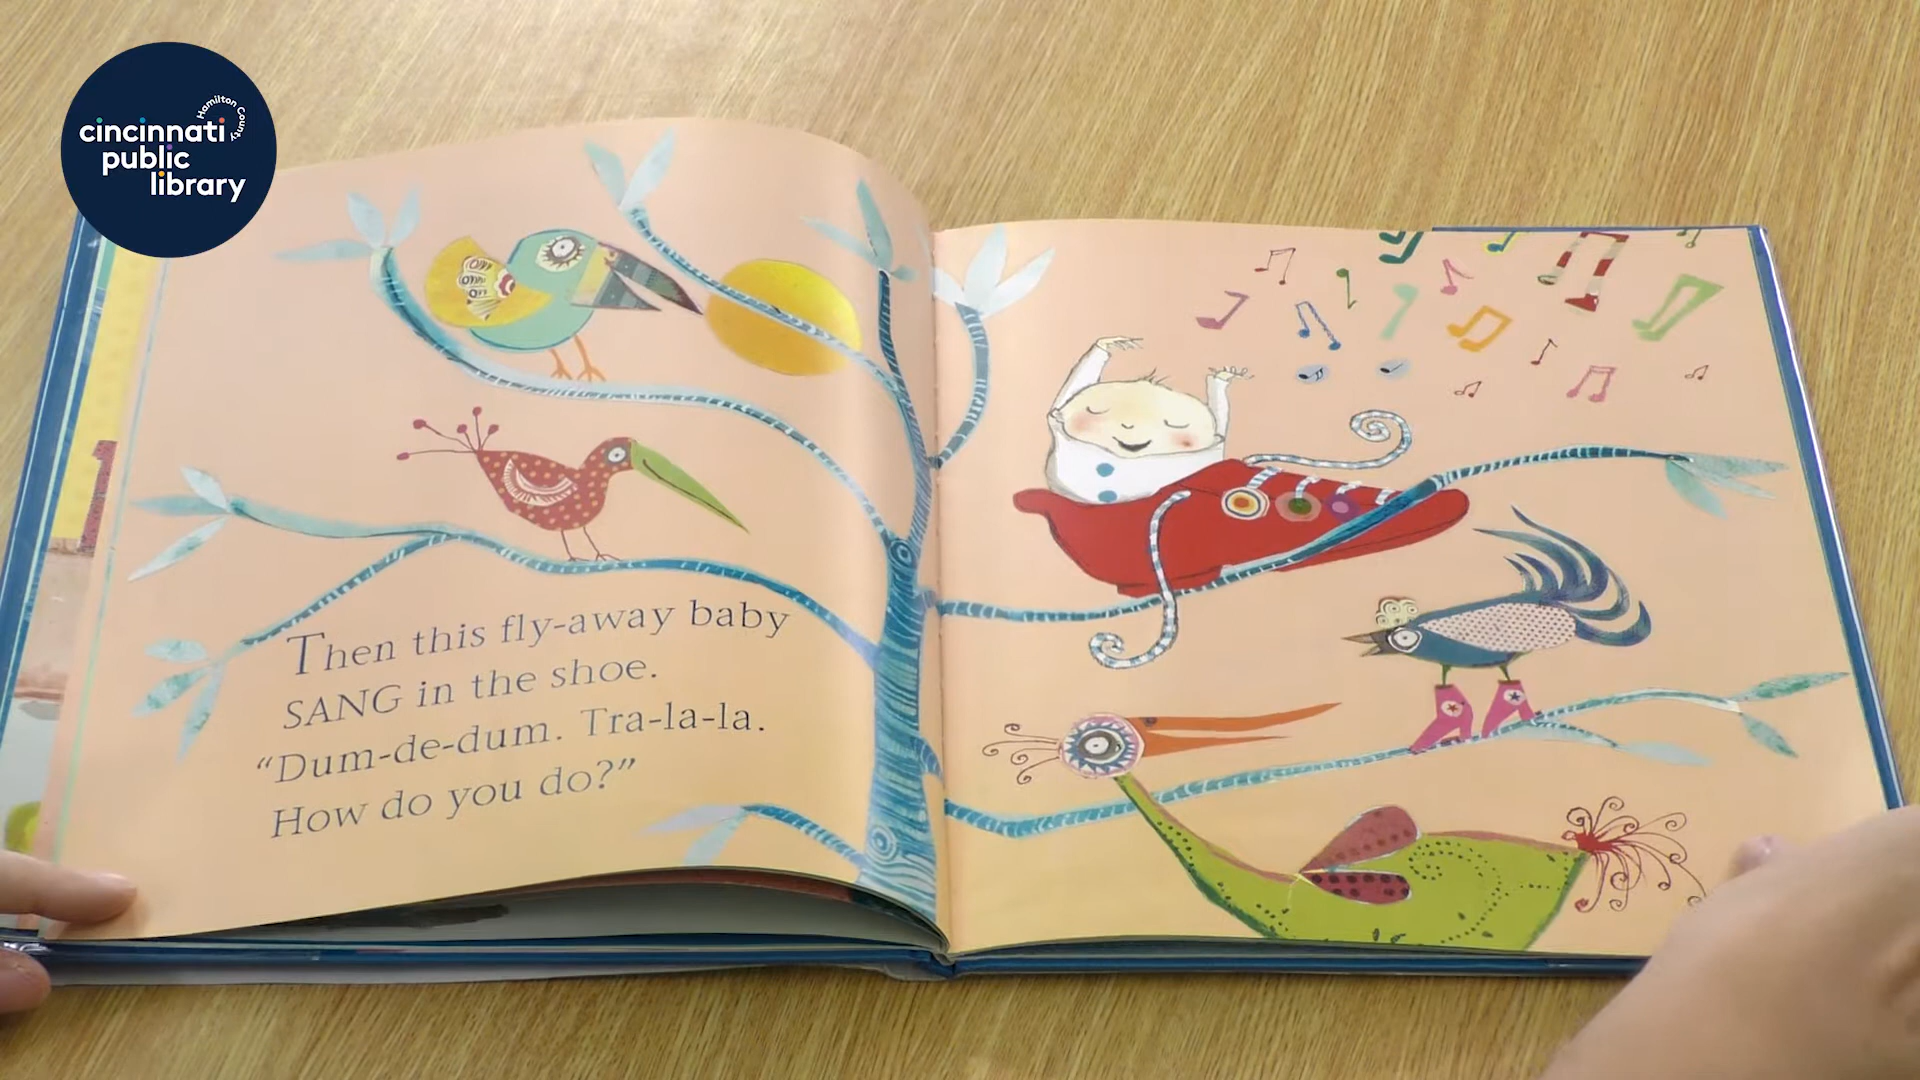 Hamilton County
cincinnati
public
library
Then this fly-away baby
SANG in the shoe.
“Dum-de-dum. Tra-la-la.
How do you do?”